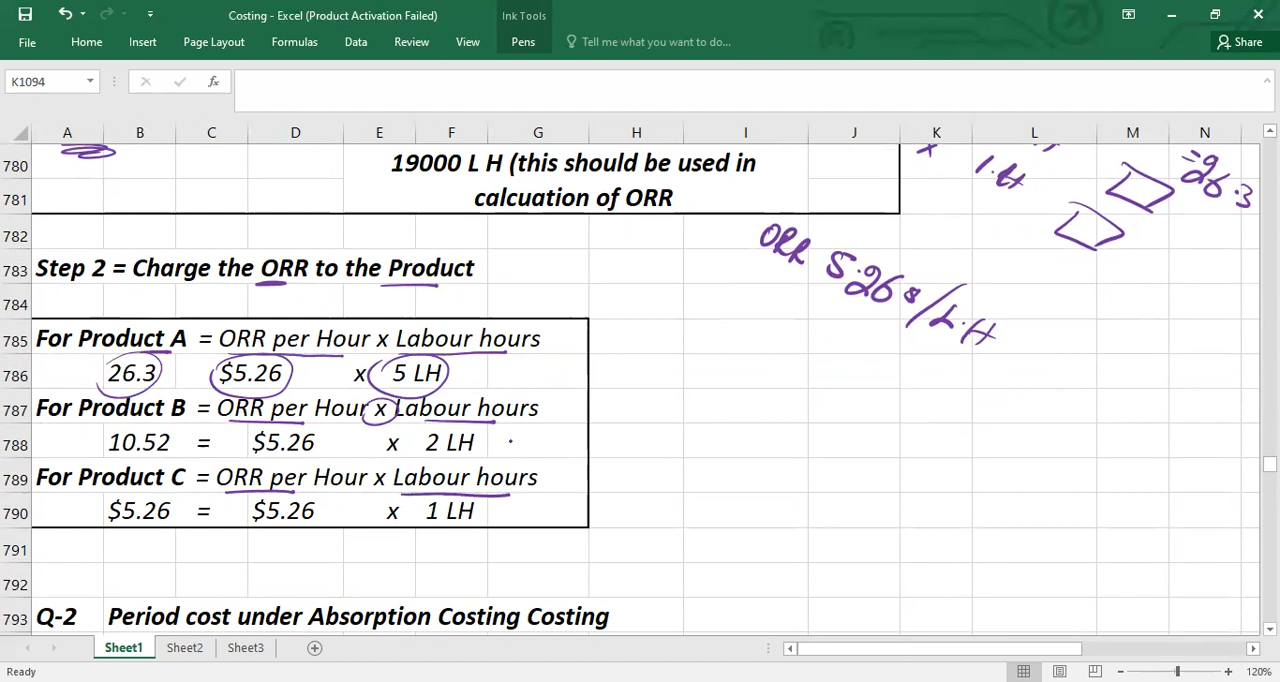 Costing - Excel (Product Activation Failed)
Ink Tools
File Home Insert Page Layout Formulas Data Review View Pens Tell me what you want to do... Share
K1094 fx
A B C D E F G H I J K L M N
780 19000 L H (this should be used in
781 calcuation of ORR
x L.H =26.3
782
ORR 5.26$/L.H
783 Step 2 = Charge the ORR to the Product
784
785 For Product A = ORR per Hour x Labour hours
786 26.3 $5.26 x 5 LH
787 For Product B = ORR per Hour x Labour hours
788 10.52 = $5.26 x 2 LH
789 For Product C = ORR per Hour x Labour hours
790 $5.26 = $5.26 x 1 LH
791
792
793 Q-2 Period cost under Absorption Costing Costing
Sheet1 Sheet2 Sheet3
Ready 120%